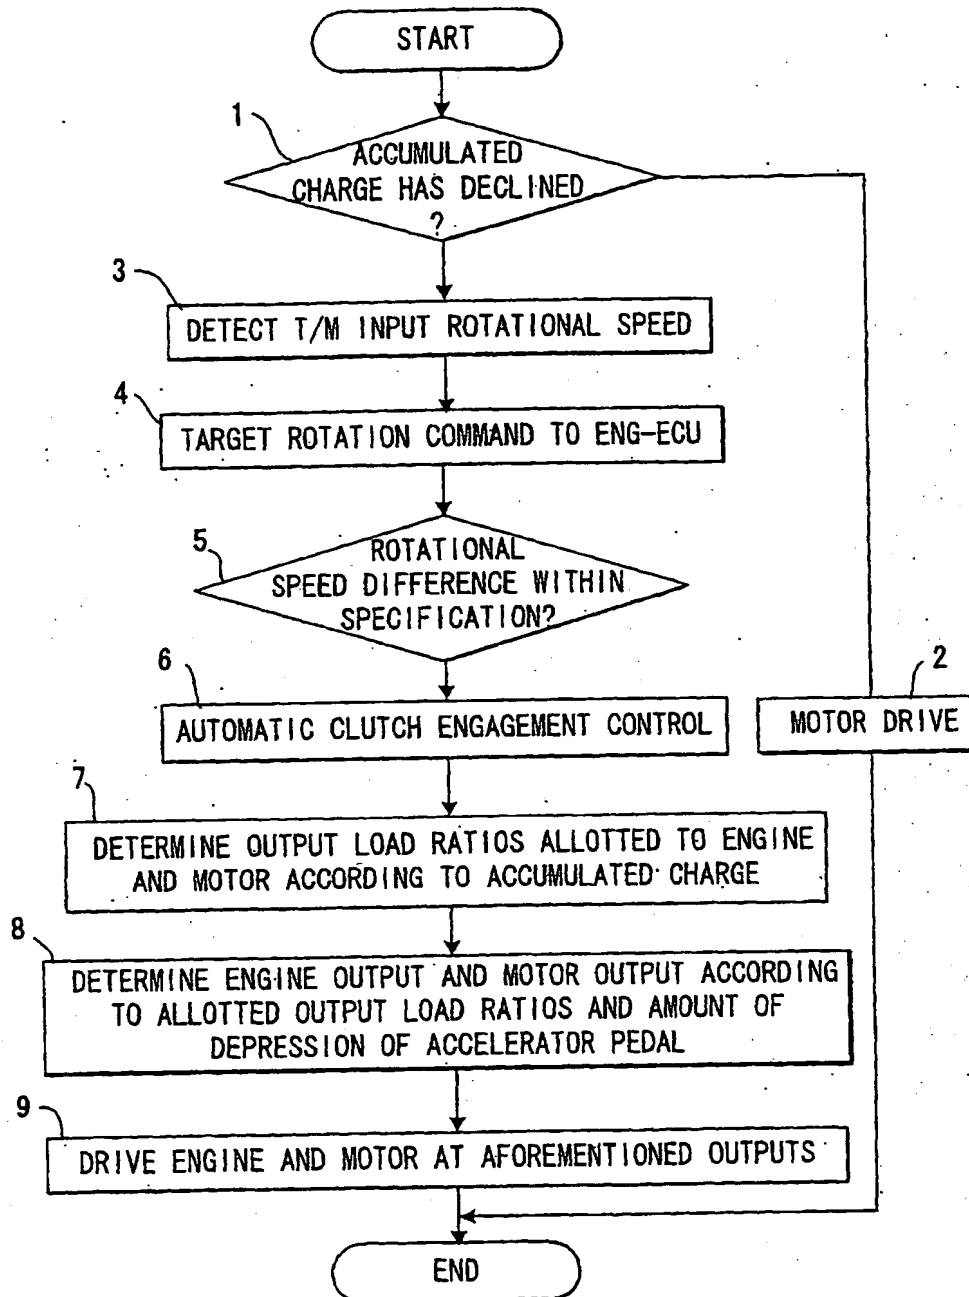 START
1
ACCUMULATED
CHARGE HAS DECLINED
?
3
DETECT T/M INPUT ROTATIONAL SPEED
4
TARGET ROTATION COMMAND TO ENG-ECU
5
ROTATIONAL
SPEED DIFFERENCE WITHIN
SPECIFICATION?
6
AUTOMATIC CLUTCH ENGAGEMENT CONTROL
2
MOTOR DRIVE
7
DETERMINE OUTPUT LOAD RATIOS ALLOTTED TO ENGINE
AND MOTOR ACCORDING TO ACCUMULATED CHARGE
8
DETERMINE ENGINE OUTPUT AND MOTOR OUTPUT ACCORDING
TO ALLOTTED OUTPUT LOAD RATIOS AND AMOUNT OF
DEPRESSION OF ACCELERATOR PEDAL
9
DRIVE ENGINE AND MOTOR AT AFOREMENTIONED OUTPUTS
END